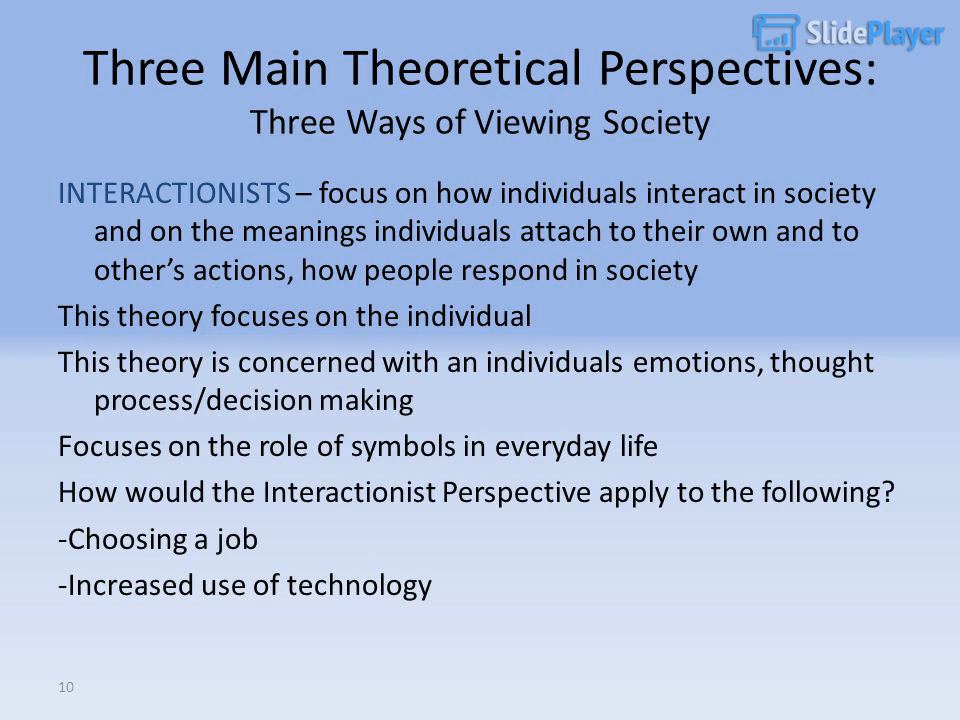 SlidePlayer
Three Main Theoretical Perspectives:
Three Ways of Viewing Society
INTERACTIONISTS – focus on how individuals interact in society
and on the meanings individuals attach to their own and to
other’s actions, how people respond in society
This theory focuses on the individual
This theory is concerned with an individuals emotions, thought
process/decision making
Focuses on the role of symbols in everyday life
How would the Interactionist Perspective apply to the following?
-Choosing a job
-Increased use of technology
10